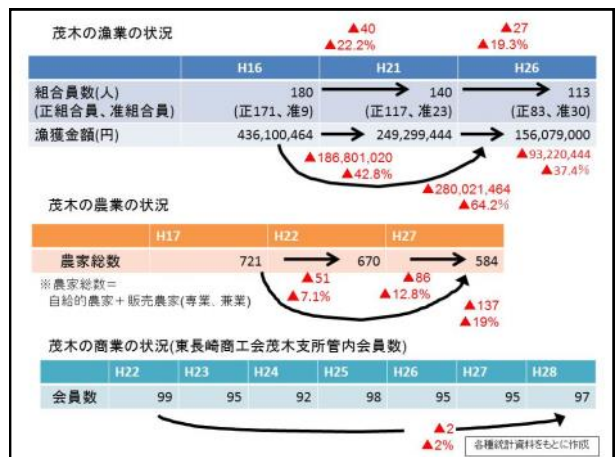 茂木の漁業の状況
▲40
▲22.2%
▲27
▲19.3%
H16 H21 H26
組合員数(人) 180 140 113
(正組合員、准組合員) (正171、准9) (正117、准23) (正83、准30)
漁獲金額(円) 436,100,464 249,299,444 156,079,000
▲186,801,020
▲42.8%
▲93,220,444
▲37.4%
▲280,021,464
▲64.2%
茂木の農業の状況
H17 H22 H27
農家総数 721 670 584
※農家総数=
自給的農家+販売農家(専業、兼業)
▲51
▲7.1%
▲86
▲12.8%
▲137
▲19%
茂木の商業の状況(東長崎商工会茂木支所管内会員数)
H22 H23 H24 H25 H26 H27 H28
会員数 99 95 92 98 95 95 97
▲2
▲2%
各種統計資料をもとに作成